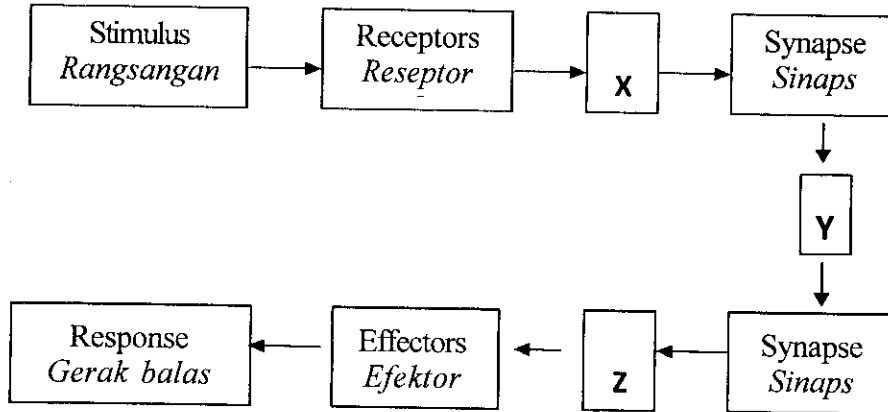 Stimulus
Rangsangan
Receptors
Reseptor
X
Synapse
Sinaps
Y
Synapse
Sinaps
Z
Effectors
Efektor
Response
Gerak balas